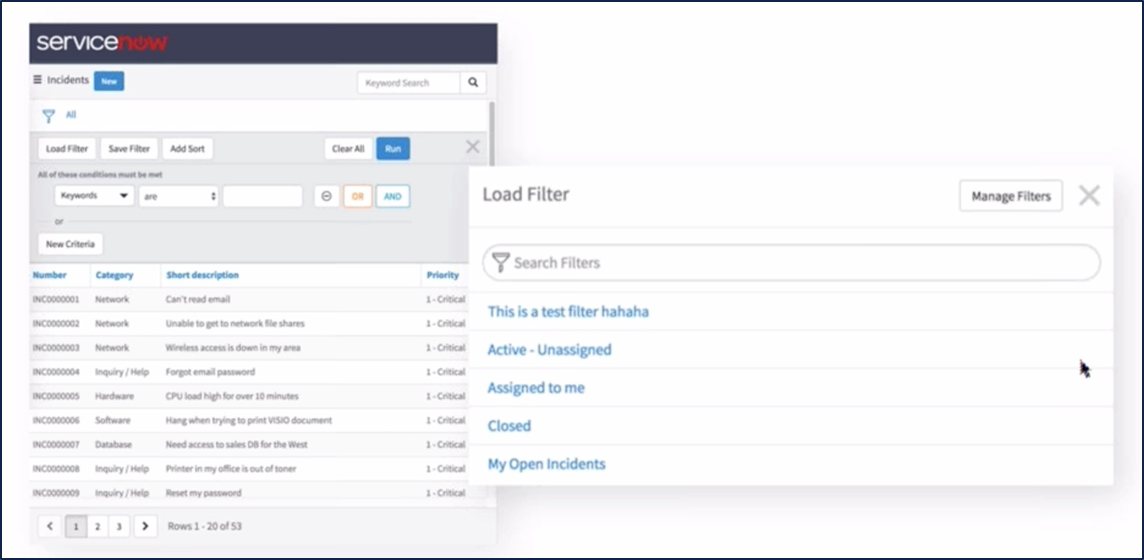 servicenow
Incidents New Keyword Search
All
Load Filter Save Filter Add Sort Clear All Run
All of these conditions must be met
Keywords are OR AND
or
New Criteria
Number Category Short description Priority
INC0000001 Network Can't read email 1 - Critical
INC0000002 Network Unable to get to network file shares 1 - Critical
INC0000003 Network Wireless access is down in my area 1 - Critical
INC0000004 Inquiry / Help Forgot email password 1 - Critical
INC0000005 Hardware CPU load high for over 10 minutes 1 - Critical
INC0000006 Software Hang when trying to print VISIO document 1 - Critical
INC0000007 Database Need access to sales DB for the West 1 - Critical
INC0000008 Inquiry / Help Printer in my office is out of toner 1 - Critical
INC0000009 Inquiry / Help Reset my password 1 - Critical
1 2 3 Rows 1 - 20 of 53
Load Filter Manage Filters
Search Filters
This is a test filter hahaha
Active - Unassigned
Assigned to me
Closed
My Open Incidents